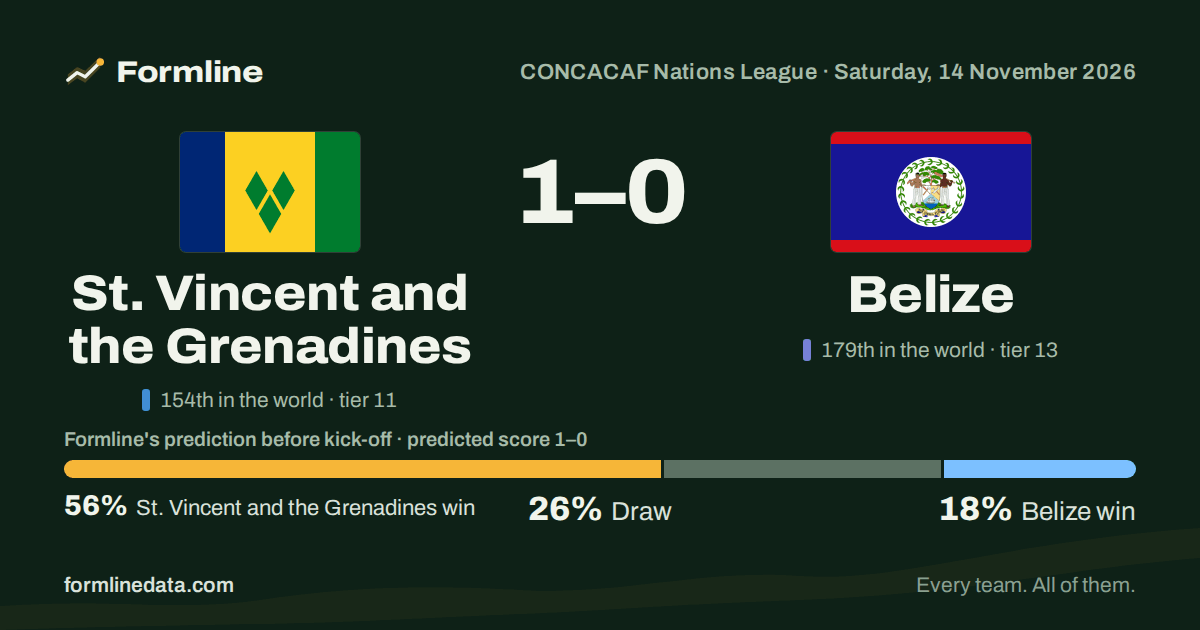 Formline
CONCACAF Nations League · Saturday, 14 November 2026
1–0
St. Vincent and
the Grenadines
154th in the world · tier 11
Belize
179th in the world · tier 13
Formline's prediction before kick-off · predicted score 1–0
56% St. Vincent and the Grenadines win
26% Draw
18% Belize win
formlinedata.com
Every team. All of them.